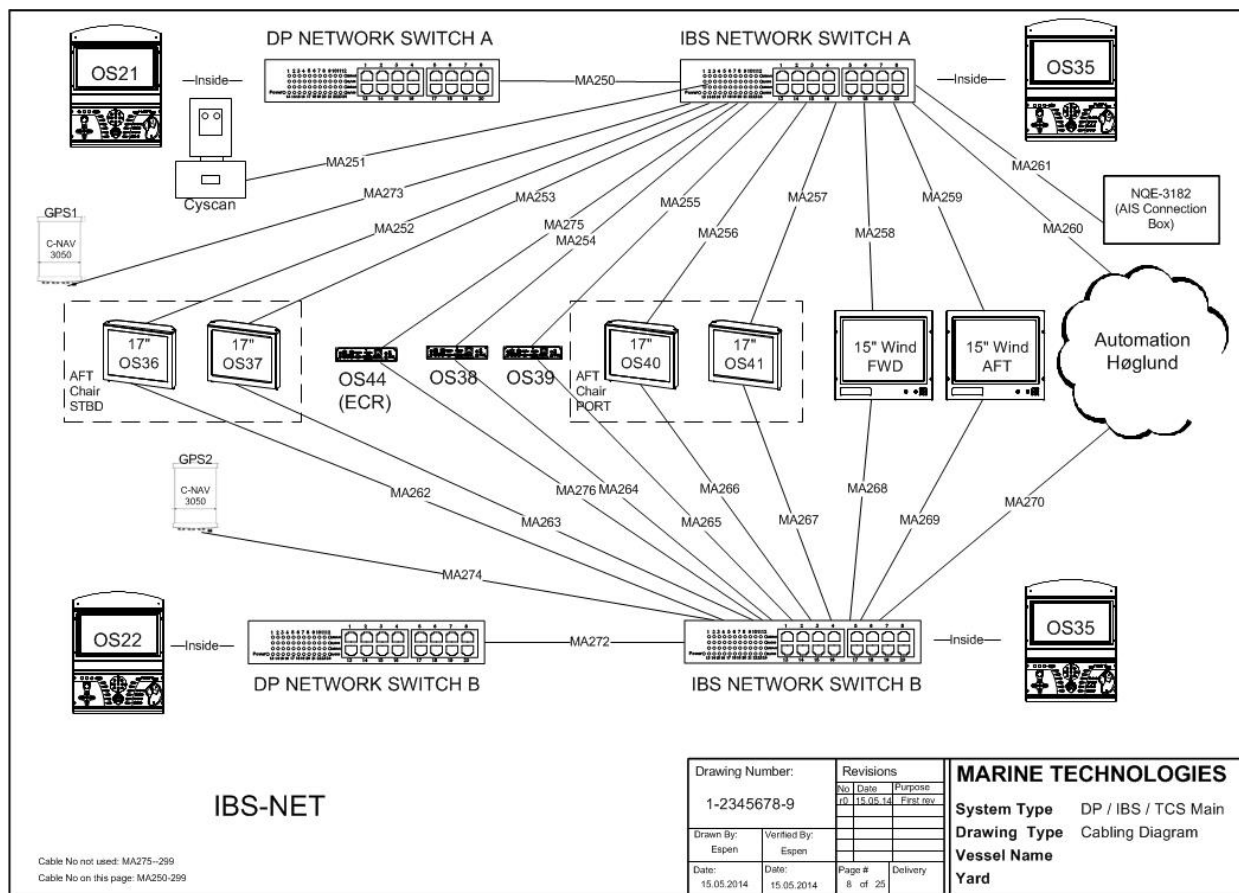 DP NETWORK SWITCH A
IBS NETWORK SWITCH A
OS21
Inside
MA250
Inside
OS35
MA251
Cyscan
MA273
MA252
MA253
MA275
MA254
MA255
MA256
MA257
MA258
MA259
MA261
MA260
NQE-3182
(AIS Connection
Box)
GPS1
C-NAV
3050
17"
OS36
17"
OS37
AFT
Chair
STBD
OS44
(ECR)
OS38
OS39
17"
OS40
17"
OS41
AFT
Chair
PORT
15" Wind
FWD
15" Wind
AFT
Automation
Høglund
GPS2
C-NAV
3050
MA262
MA263
MA276
MA264
MA265
MA266
MA267
MA268
MA269
MA270
MA274
OS22
Inside
MA272
Inside
OS35
DP NETWORK SWITCH B
IBS NETWORK SWITCH B
IBS-NET
Cable No not used: MA275--299
Cable No on this page: MA250-299
Drawing Number:
1-2345678-9
Drawn By:
Espen
Verified By:
Espen
Date:
15.05.2014
Date:
15.05.2014
Revisions
No Date Purpose
r0 15.05.14 First rev
Page #
8 of 25
Delivery
MARINE TECHNOLOGIES
System Type DP / IBS / TCS Main
Drawing Type Cabling Diagram
Vessel Name
Yard